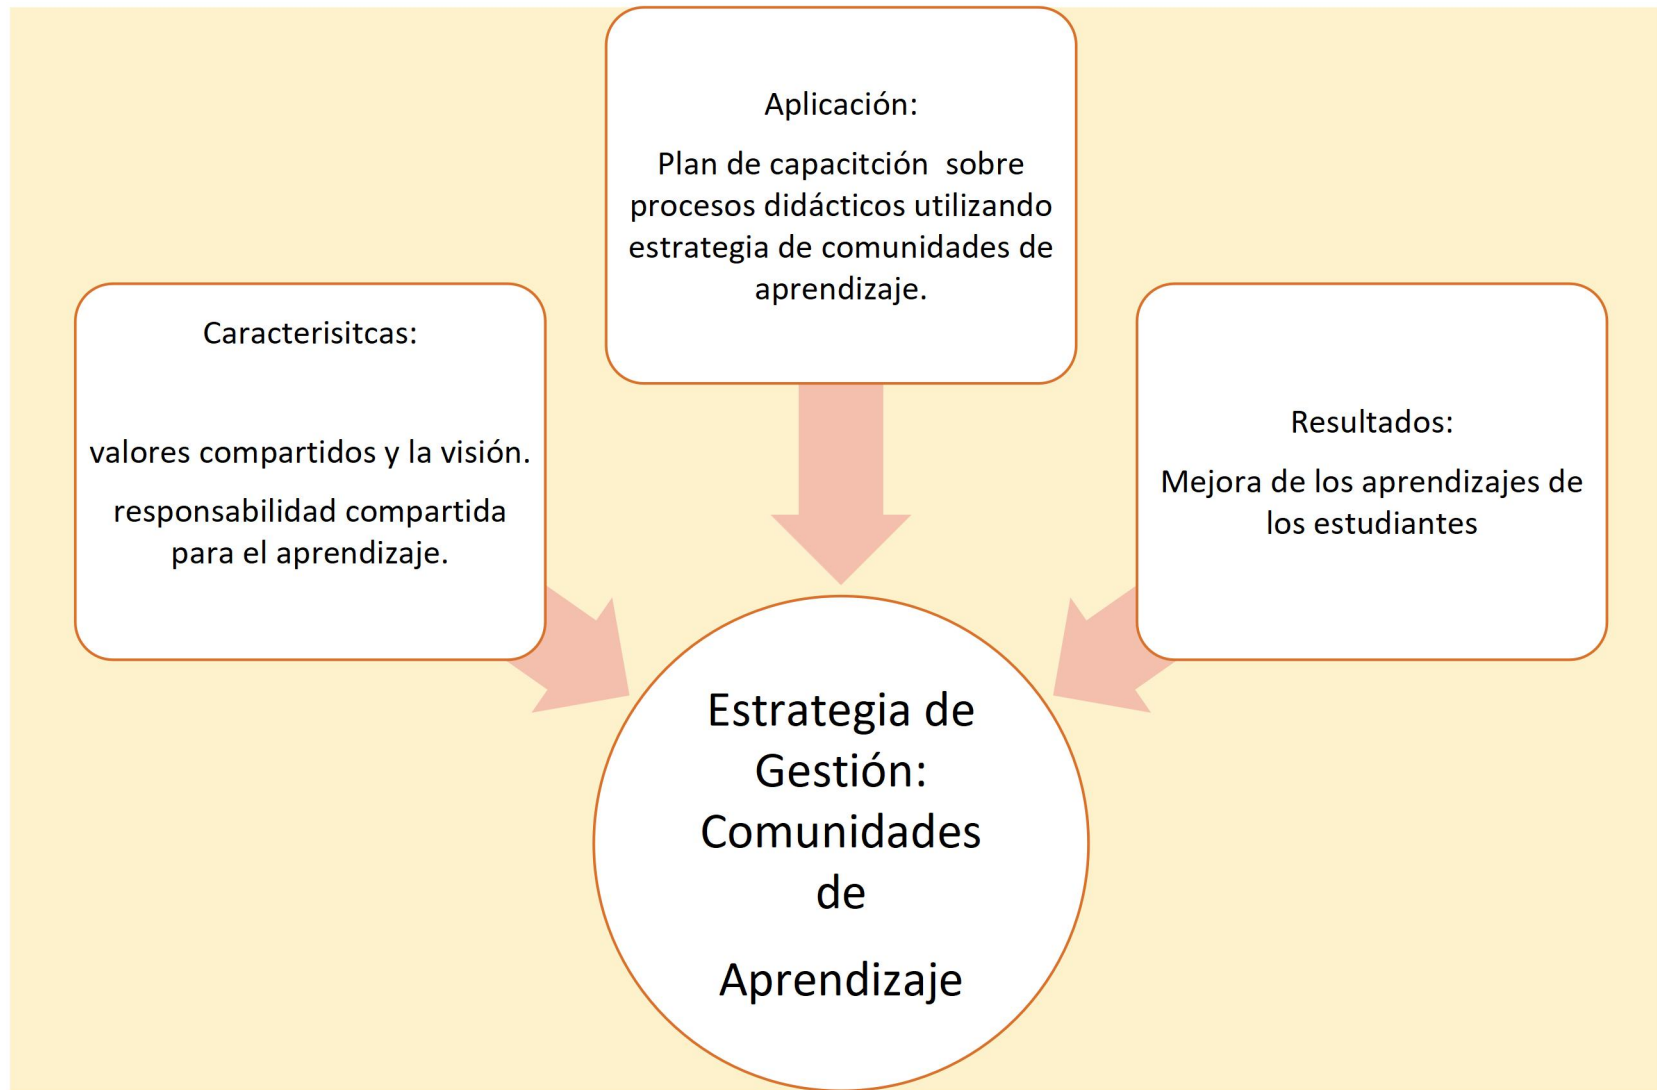 Aplicación:
Plan de capacitción sobre
procesos didácticos utilizando
estrategia de comunidades de
aprendizaje.
Caracterisitcas:
valores compartidos y la visión.
responsabilidad compartida
para el aprendizaje.
Resultados:
Mejora de los aprendizajes de
los estudiantes
Estrategia de
Gestión:
Comunidades
de
Aprendizaje